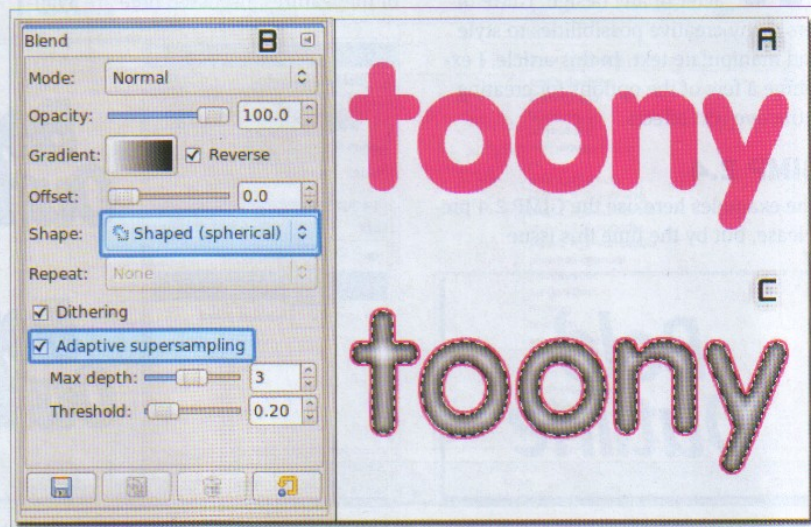 Blend
B
Mode:
Normal
Opacity:
100.0
Gradient:
Reverse
Offset:
0.0
Shape:
Shaped (spherical)
Repeat:
None
Dithering
Adaptive supersampling
Max depth:
3
Threshold:
0.20
A
toony
C
toony